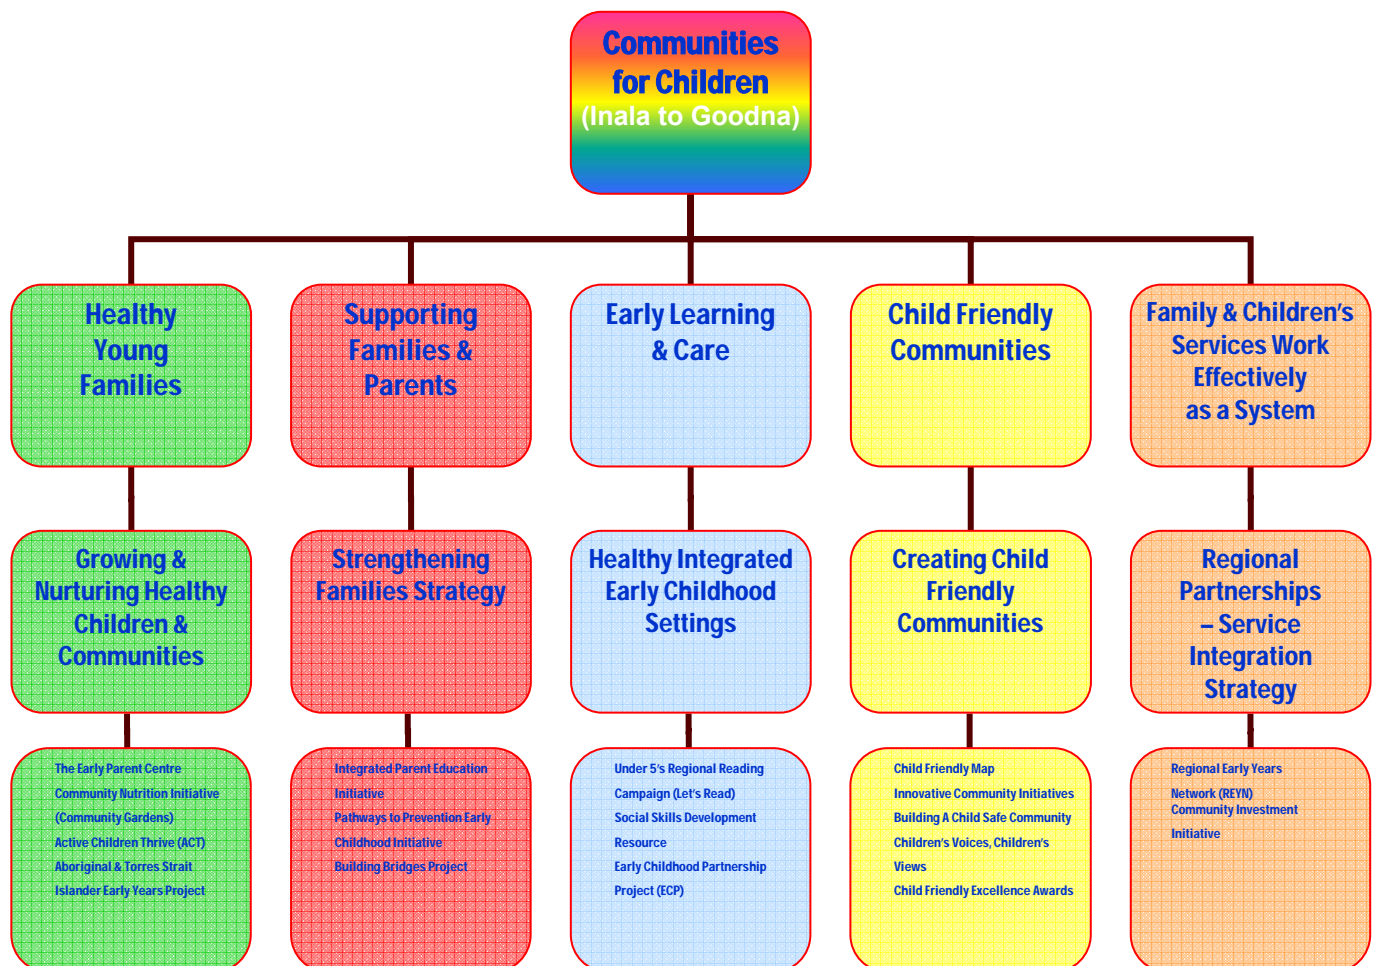 Communities
for Children
(Inala to Goodna)
Healthy
Young
Families
Supporting
Families &
Parents
Early Learning
& Care
Child Friendly
Communities
Family & Children's
Services Work
Effectively
as a System
Growing &
Nurturing Healthy
Children &
Communities
Strengthening
Families Strategy
Healthy Integrated
Early Childhood
Settings
Creating Child
Friendly
Communities
Regional
Partnerships
– Service
Integration
Strategy
The Early Parent Centre
Community Nutrition Initiative
(Community Gardens)
Active Children Thrive (ACT)
Aboriginal & Torres Strait
Islander Early Years Project
Integrated Parent Education
Initiative
Pathways to Prevention Early
Childhood Initiative
Building Bridges Project
Under 5's Regional Reading
Campaign (Let's Read)
Social Skills Development
Resource
Early Childhood Partnership
Project (ECP)
Child Friendly Map
Innovative Community Initiatives
Building A Child Safe Community
Children's Voices, Children's
Views
Child Friendly Excellence Awards
Regional Early Years
Network (REYN)
Community Investment
Initiative